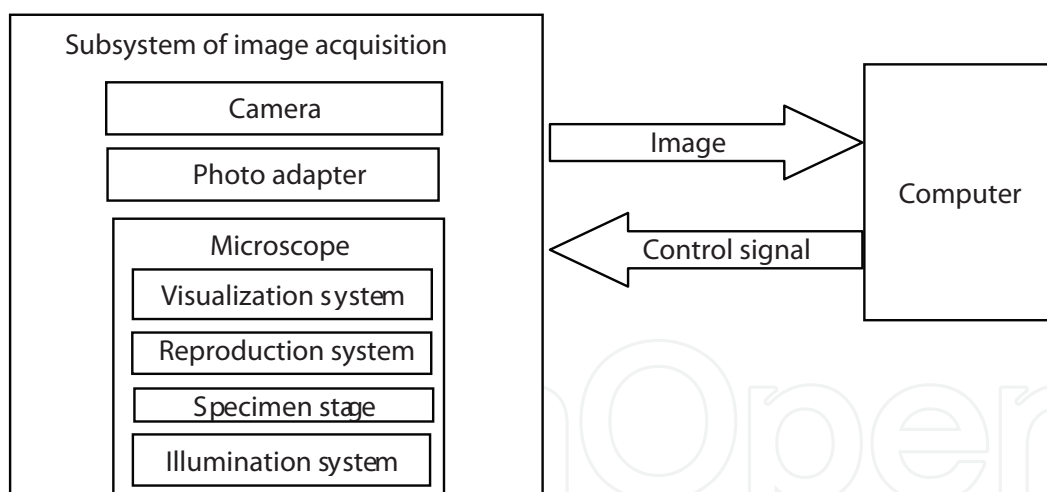 Subsystem of image acquisition
Camera
Photo adapter
Microscope
Visualization system
Reproduction system
Specimen stage
Illumination system
Image
Control signal
Computer